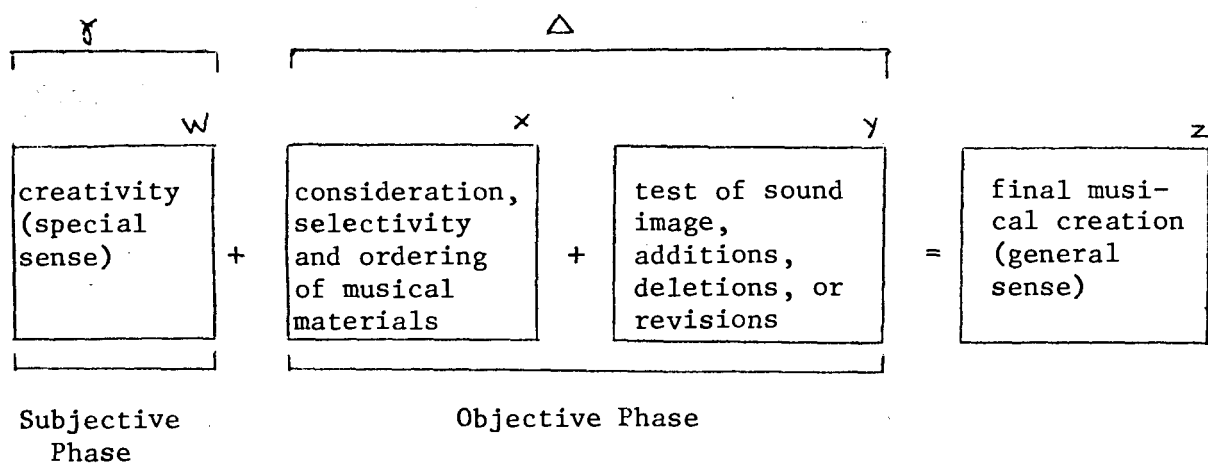 ɣ Δ
w x y z
creativity
(special
sense)
+
consideration,
selectivity
and ordering
of musical
materials
+
test of sound
image,
additions,
deletions, or
revisions
=
final musi-
cal creation
(general
sense)
Subjective
Phase
Objective Phase